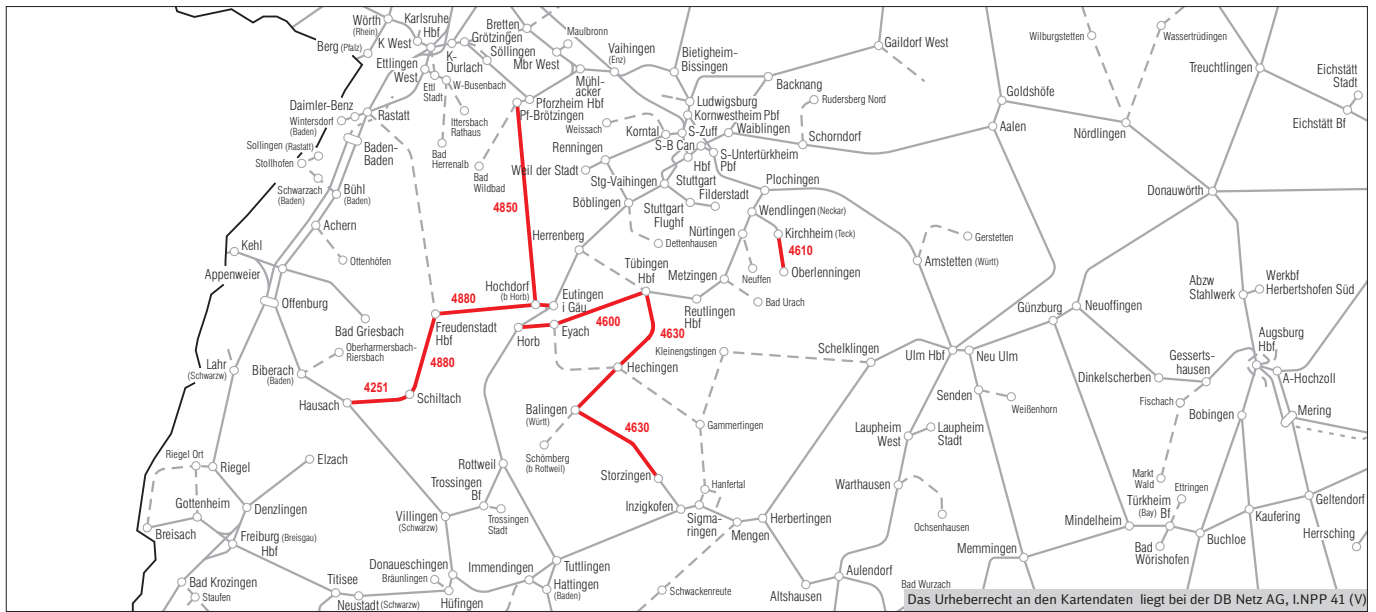 Wörth
(Rhein)
Karlsruhe
Hbf
Bretten
Grötzingen
Maulbronn
Berg (Pfalz)
K West
Söllingen
Vaihingen
(Enz)
Gaildorf West
Wilburgstetten
Wassertrüdingen
Ettlingen
West
K-
Durlach
Mbr West
Bietigheim-
Bissingen
Treuchtlingen
Ettl
Stadt
W-Busenbach
Mühl-
acker
Backnang
Eichstätt
Stadt
Daimler-Benz
Pforzheim Hbf
Ludwigsburg
Rudersberg Nord
Goldshöfe
Wintersdorf
(Baden)
Rastatt
Ittersbach
Rathaus
Pf-Brötzingen
Weissach
Kornwestheim Pbf
Eichstätt Bf
Sollingen (Rastatt)
Korntal
S-Zuff
Waiblingen
Aalen
Nördlingen
Stollhofen
Baden-
Baden
Bad
Herrenalb
Renningen
S-B Can
Schorndorf
Schwarzach
(Baden)
Bad
Wildbad
Weil der Stadt
Hbf
S-Untertürkheim
Pbf
Bühl
(Baden)
Stg-Vaihingen
Stuttgart
Plochingen
Donauwörth
4850
Böblingen
Filderstadt
Stuttgart
Flughf
Wendlingen (Neckar)
Achern
Nürtingen
Kirchheim (Teck)
Kehl
Herrenberg
Dettenhausen
4610
Gerstetten
Ottenhöfen
Tübingen
Hbf
Metzingen
Neuffen
Oberlenningen
Amstetten (Württ)
Appenweier
Hochdorf
(b Horb)
Eutingen
i Gäu
Bad Urach
Abzw
Stahlwerk
Werkbf
Herbertshofen Süd
Offenburg
4880
Reutlingen
Hbf
Günzburg
Neuoffingen
Bad Griesbach
Freudenstadt
Hbf
4600
4630
Augsburg
Hbf
Horb
Eyach
Kleinengstingen
Schelklingen
Ulm Hbf
Neu Ulm
Oberharmersbach-
Riersbach
4880
Gesserts-
hausen
Lahr
(Schwarzw)
Biberach
(Baden)
Hechingen
Dinkelscherben
A-Hochzoll
4251
Schiltach
Senden
Weißenhorn
Fischach
Hausach
Balingen
(Württ)
Bobingen
Mering
4630
Gammertingen
Laupheim
West
Laupheim
Stadt
Riegel Ort
Elzach
Schömberg
(b Rottweil)
Riegel
Rottweil
Storzingen
Markt
Wald
Trossingen
Bf
Hanfertal
Warthausen
Ettringen
Gottenheim
Denzlingen
Inzigkofen
Türkheim
(Bay) Bf
Geltendorf
Villingen
(Schwarzw)
Trossingen
Stadt
Sigma-
ringen
Herbertingen
Ochsenhausen
Mindelheim
Kaufering
Breisach
Freiburg (Breisgau)
Hbf
Mengen
Buchloe
Herrsching
Memmingen
Bad
Wörishofen
Donaueschingen
Immendingen
Tuttlingen
Bad Krozingen
Titisee
Bräunlingen
Aulendorf
Bad Wurzach
Staufen
Neustadt (Schwarzw)
Hüfingen
Hattingen
(Baden)
Schwackenreute
Altshausen
Das Urheberrecht an den Kartendaten liegt bei der DB Netz AG, I.NPP 41 (V)